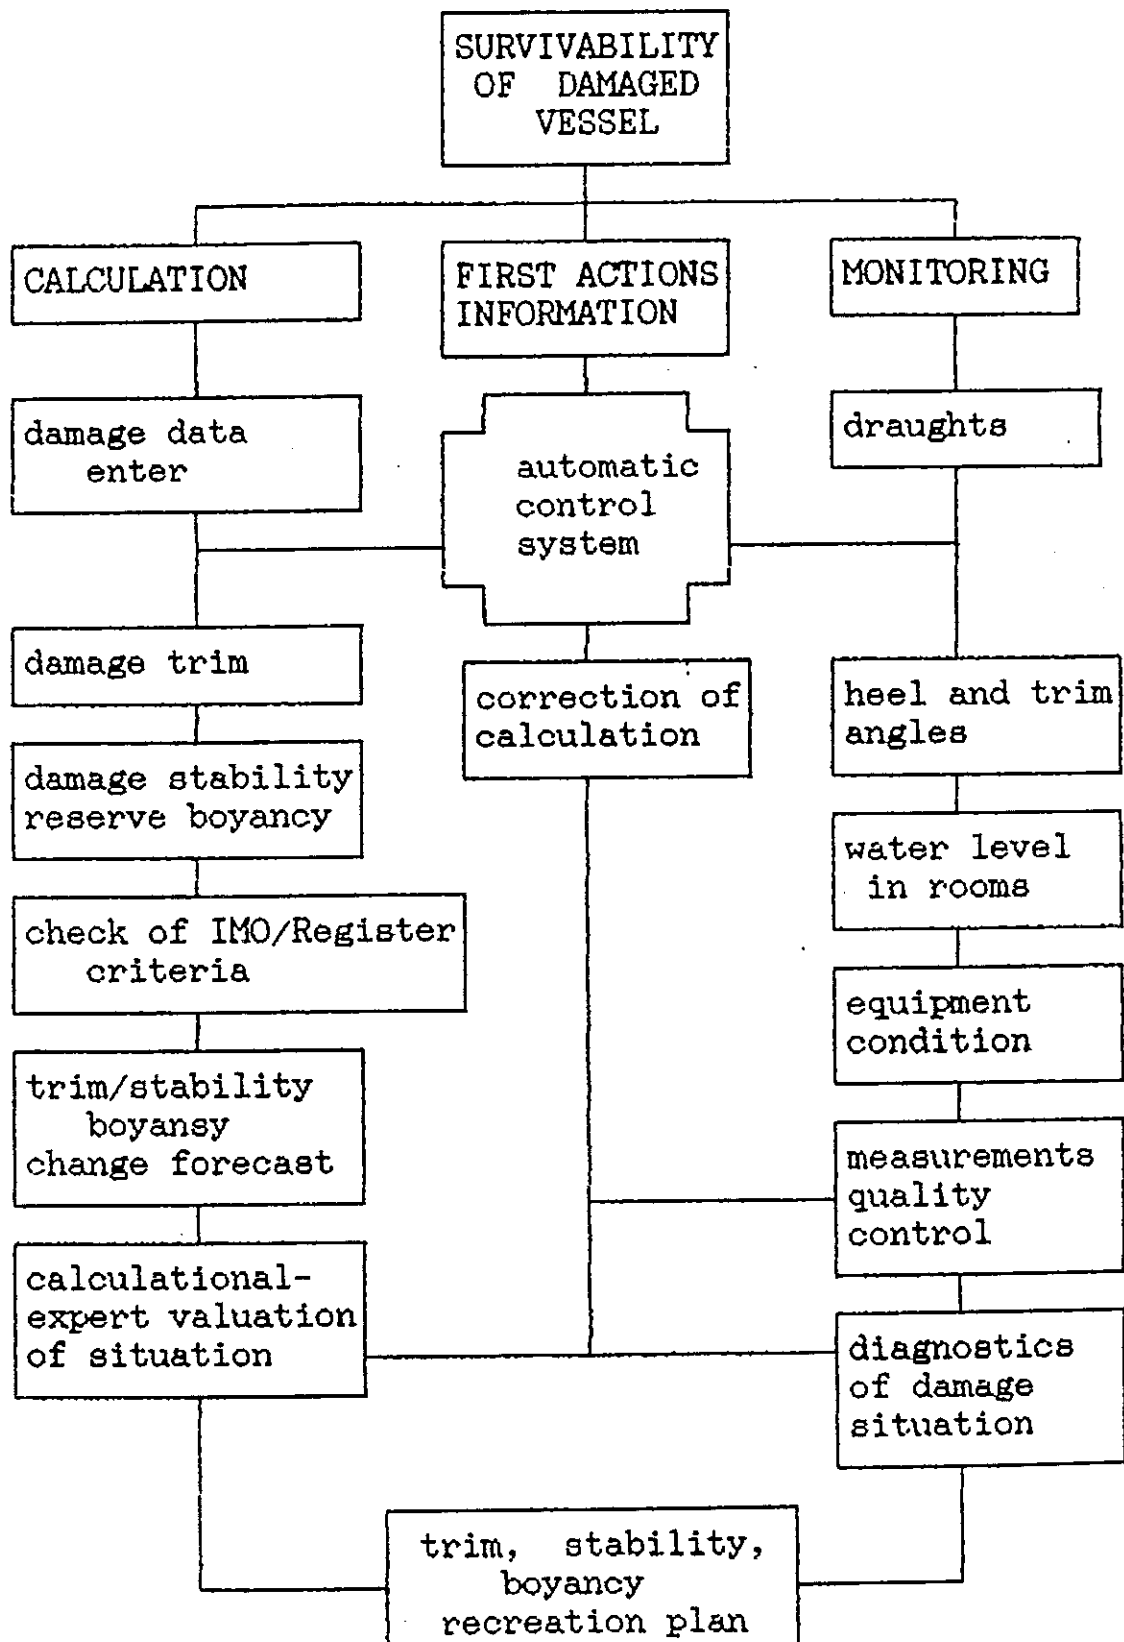 SURVIVABILITY
OF DAMAGED
VESSEL
CALCULATION
FIRST ACTIONS
INFORMATION
MONITORING
damage data
enter
automatic
control
system
draughts
damage trim
correction of
calculation
heel and trim
angles
damage stability
reserve boyancy
water level
in rooms
check of IMO/Register
criteria
equipment
condition
trim/stability
boyansy
change forecast
measurements
quality
control
calculational-
expert valuation
of situation
diagnostics
of damage
situation
trim, stability,
boyancy
recreation plan